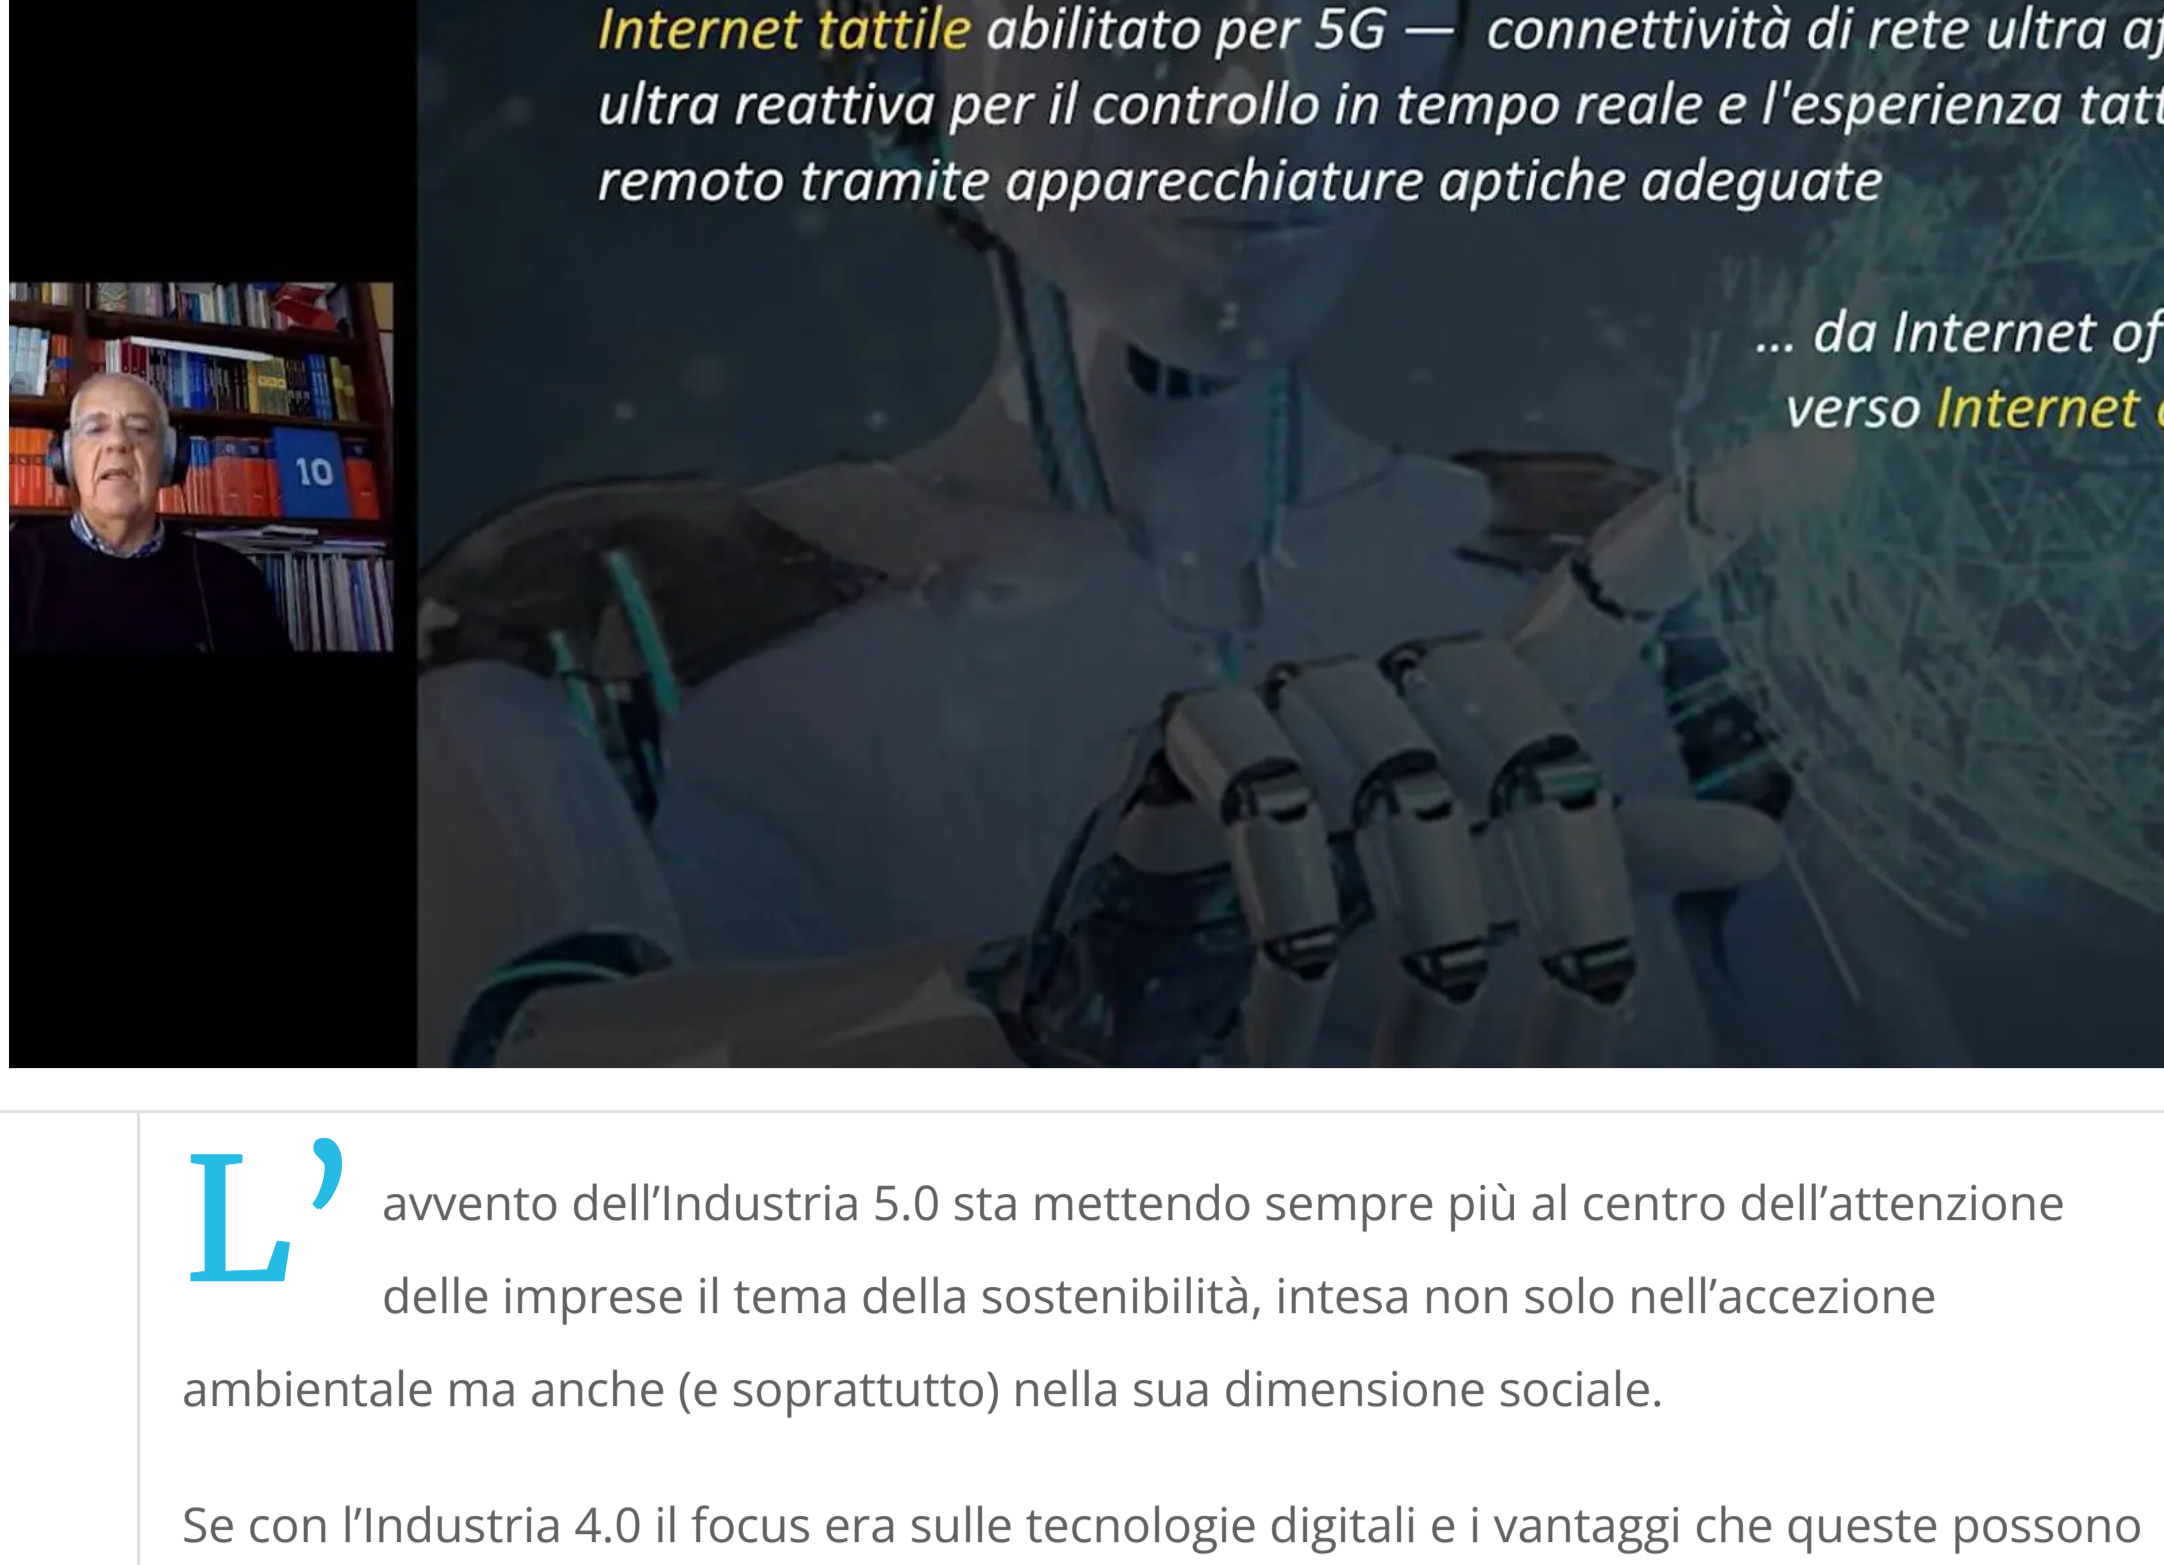 Internet tattile abilitato per 5G — connettività di rete ultra
ultra reattiva per il controllo in tempo reale e l'esperienza
remoto tramite apparecchiature aptiche adeguate
... da Internet of
verso Internet
10
L’avvento dell’Industria 5.0 sta mettendo sempre più al centro dell’attenzione
delle imprese il tema della sostenibilità, intesa non solo nell’accezione
ambientale ma anche (e soprattutto) nella sua dimensione sociale.
Se con l’Industria 4.0 il focus era sulle tecnologie digitali e i vantaggi che queste possono